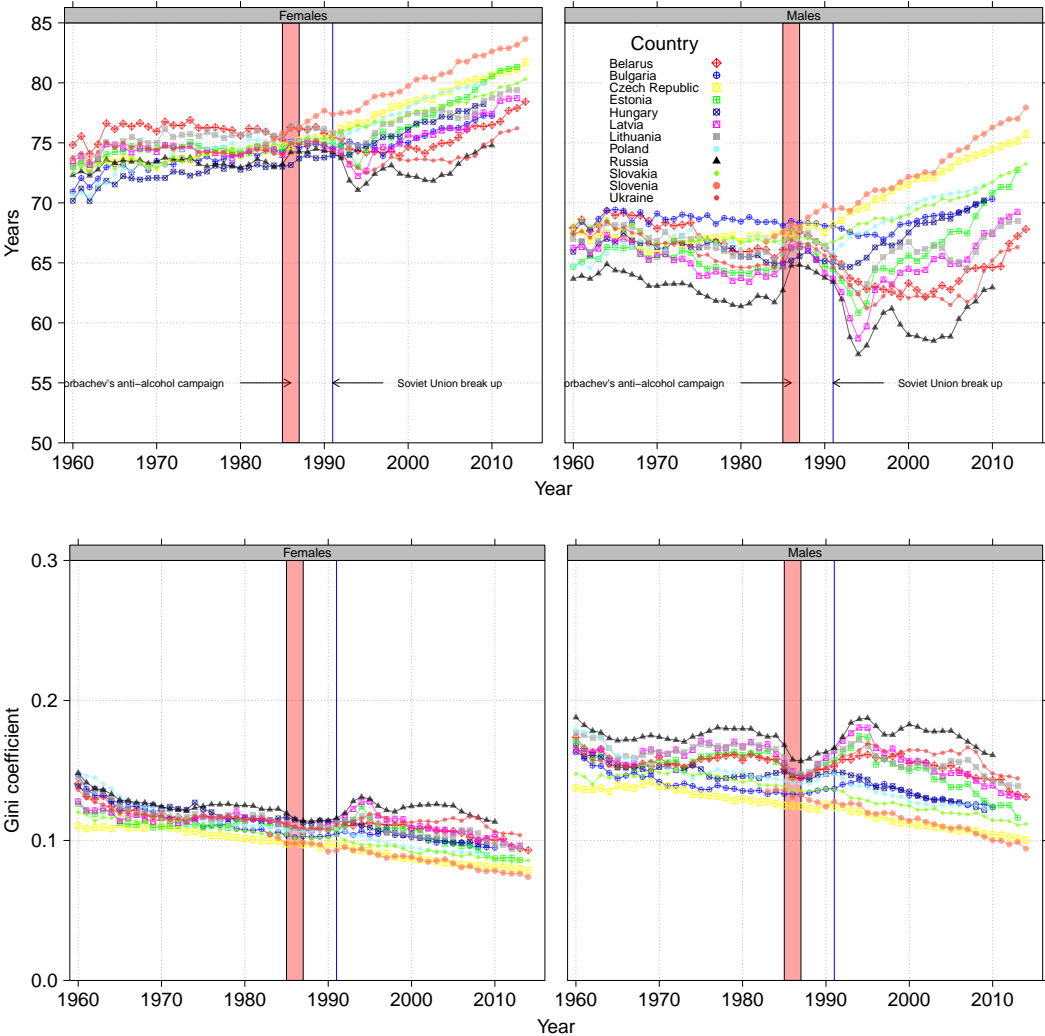 Females
Males
85
80
75
70
65
60
55
50
Years
Country
Belarus
Bulgaria
Czech Republic
Estonia
Hungary
Latvia
Lithuania
Poland
Russia
Slovakia
Slovenia
Ukraine
orbachev's anti−alcohol campaign
Soviet Union break up
orbachev's anti−alcohol campaign
Soviet Union break up
1960 1970 1980 1990 2000 2010
1960 1970 1980 1990 2000 2010
Year
Females
Males
0.3
0.2
0.1
0.0
Gini coefficient
1960 1970 1980 1990 2000 2010
1960 1970 1980 1990 2000 2010
Year